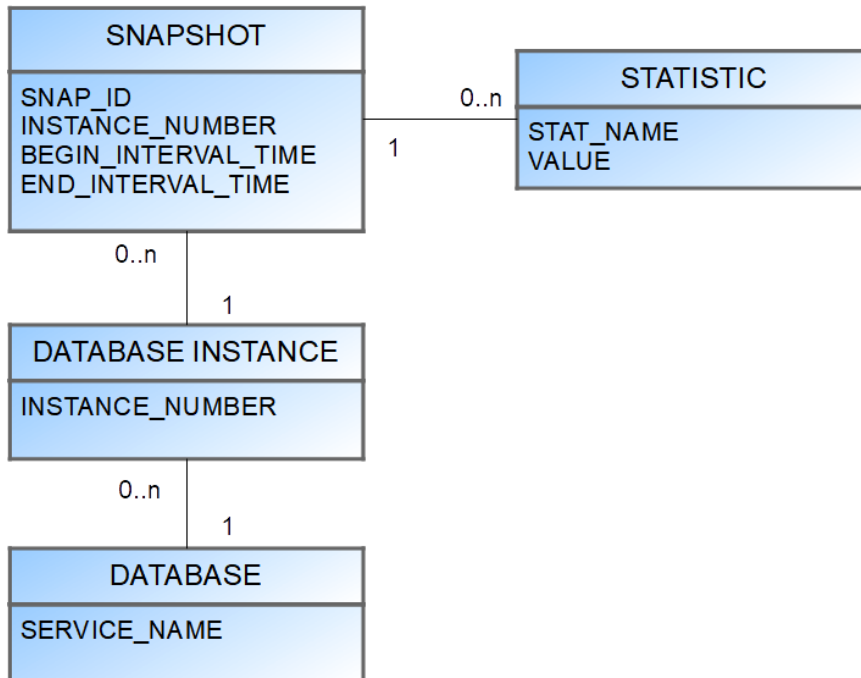 SNAPSHOT
SNAP_ID
INSTANCE_NUMBER
BEGIN_INTERVAL_TIME
END_INTERVAL_TIME
0..n
1
STATISTIC
STAT_NAME
VALUE
0..n
1
DATABASE INSTANCE
INSTANCE_NUMBER
0..n
1
DATABASE
SERVICE_NAME